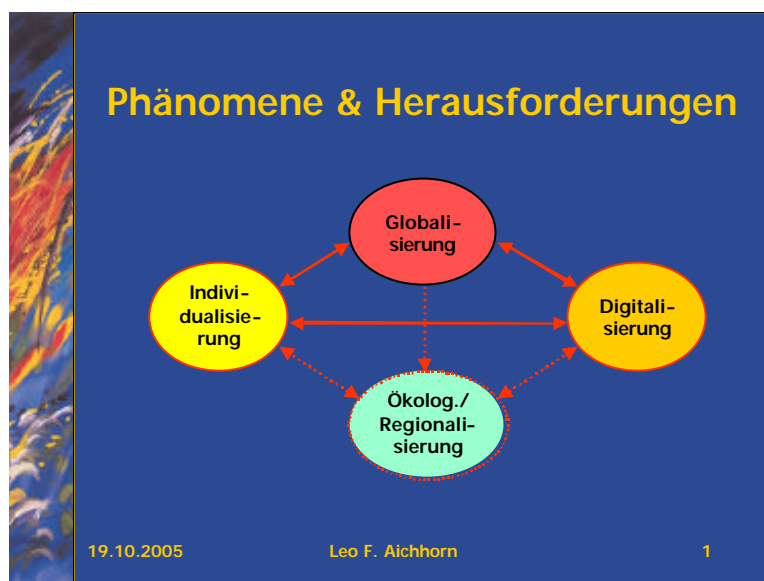 Phänomene & Herausforderungen
Globali-
sierung
Indivi-
dualisie-
rung
Digitali-
sierung
Ökolog./
Regionali-
sierung
19.10.2005 Leo F. Aichhorn 1